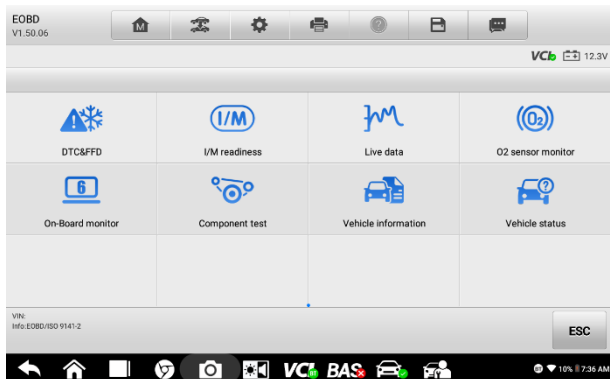 EOBD
V1.50.06
M
?
VCI 12.3V
DTC&FFD
I/M
I/M readiness
Live data
O2
O2 sensor monitor
6
On-Board monitor
Component test
Vehicle information
?
Vehicle status
VIN:
Info:EOBD/ISO 9141-2
ESC
VCI BAS
10% 7:36 AM